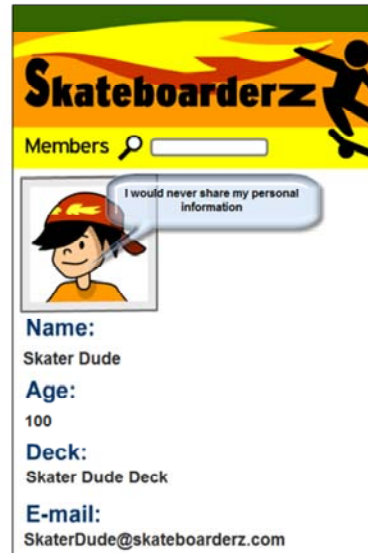 Skateboarderz
Members
I would never share my personal
information
Name:
Skater Dude
Age:
100
Deck:
Skater Dude Deck
E-mail:
SkaterDude@skateboarderz.com